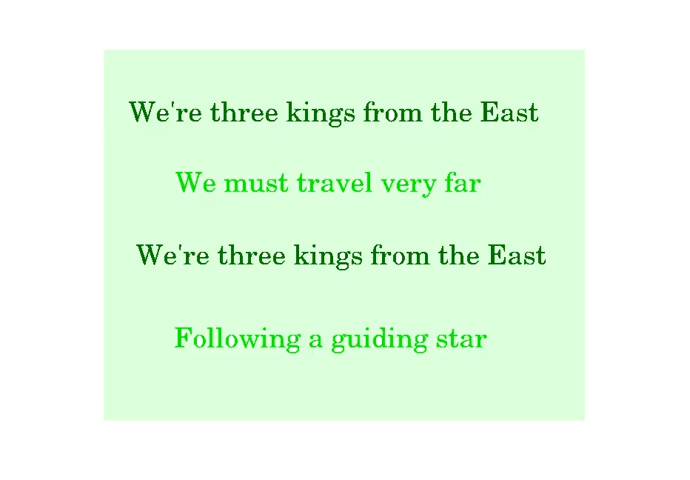 We're three kings from the East
We must travel very far
We're three kings from the East
Following a guiding star